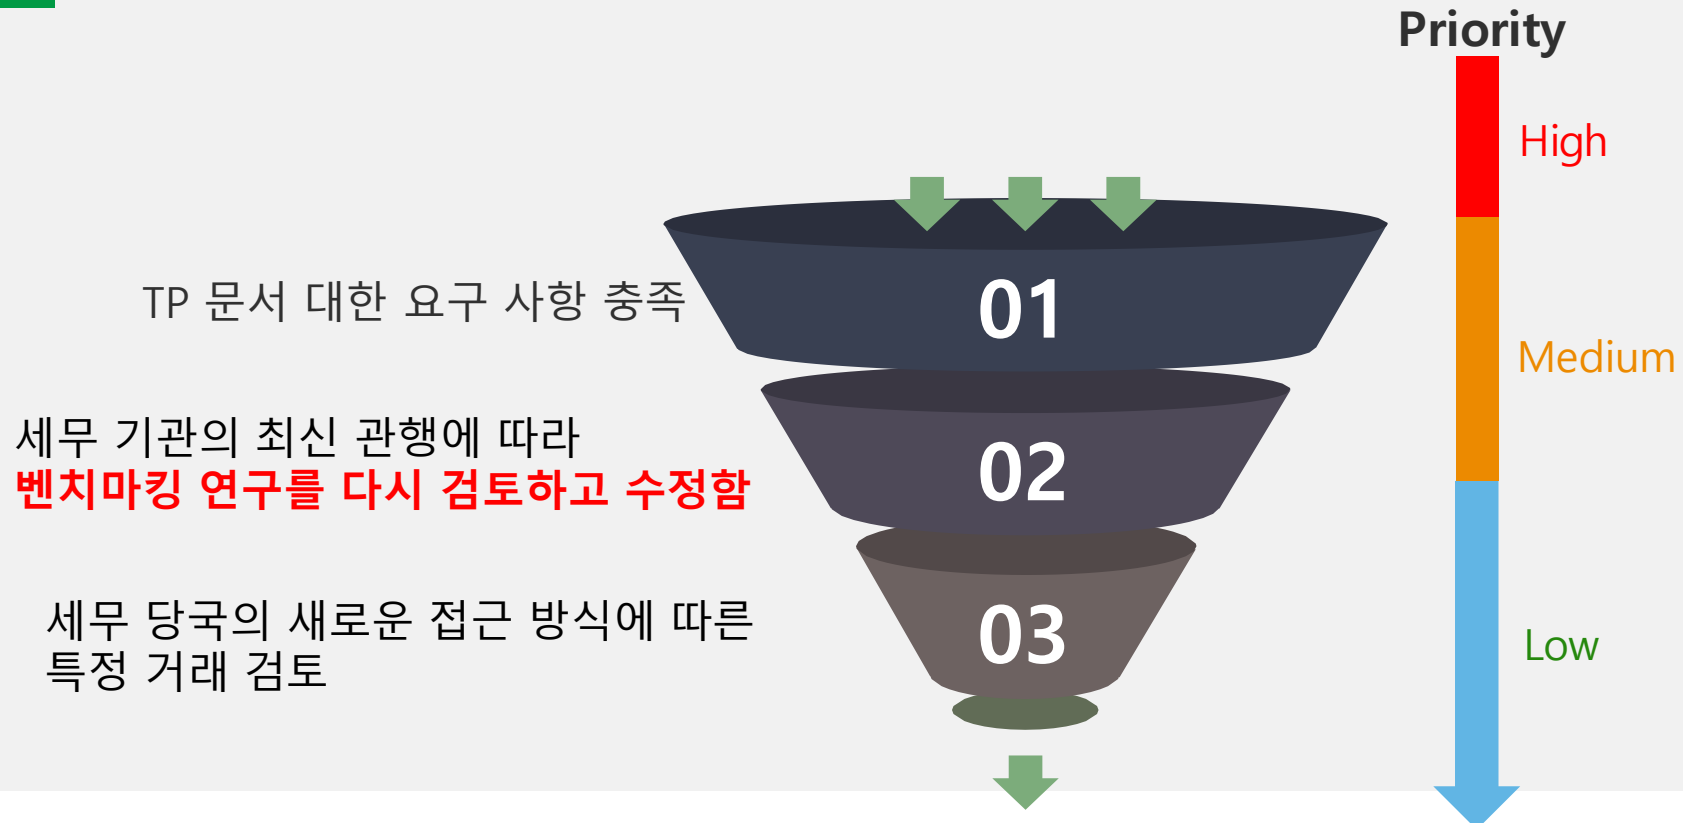 Priority
High
TP 문서 대한 요구 사항 충족
01
Medium
세무 기관의 최신 관행에 따라
벤치마킹 연구를 다시 검토하고 수정함
02
세무 당국의 새로운 접근 방식에 따른
특정 거래 검토
03
Low